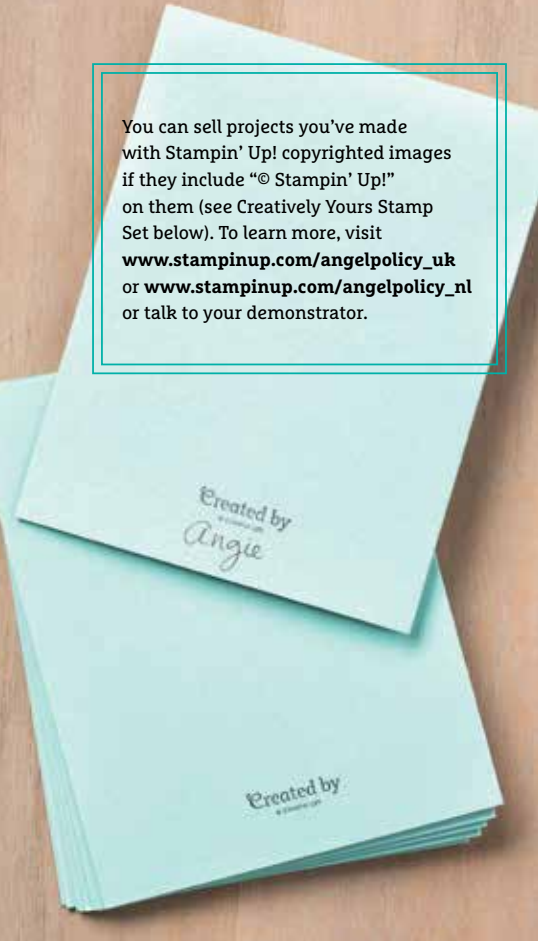 You can sell projects you’ve made
with Stampin’ Up! copyrighted images
if they include “© Stampin’ Up!”
on them (see Creatively Yours Stamp
Set below). To learn more, visit
www.stampinup.com/angelpolicy_uk
or www.stampinup.com/angelpolicy_nl
or talk to your demonstrator.
Created by
Angie
Created by